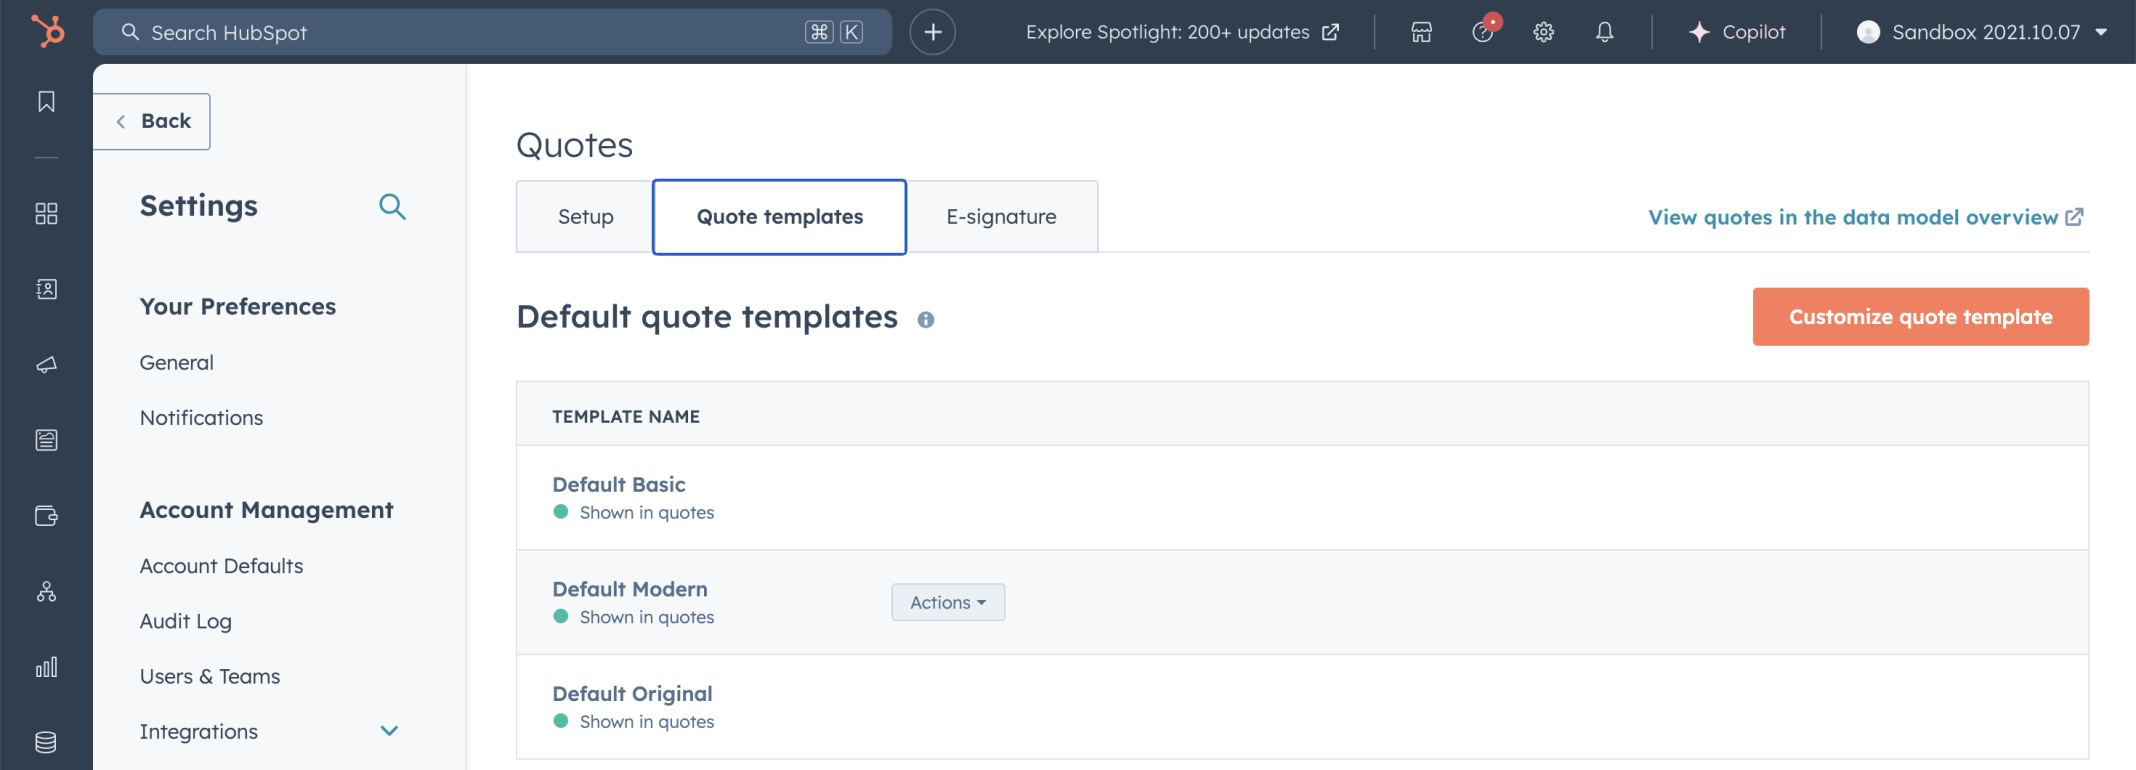 Search HubSpot ⌘ K
Explore Spotlight: 200+ updates
Copilot
Sandbox 2021.10.07
Back
Settings
Your Preferences
General
Notifications
Account Management
Account Defaults
Audit Log
Users & Teams
Integrations
Quotes
Setup
Quote templates
E-signature
View quotes in the data model overview
Default quote templates
Customize quote template
TEMPLATE NAME
Default Basic
Shown in quotes
Default Modern
Shown in quotes
Actions
Default Original
Shown in quotes